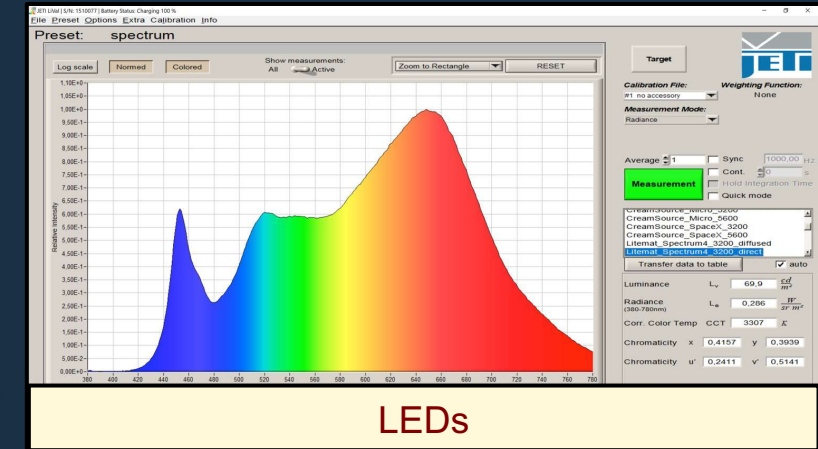 JETI LiVal | S/N: 1510077 | Battery Status: Charging 100 %
File Preset Options Extra Calibration Info
Preset: spectrum
Log scale Normed Colored Show measurements: All Active Zoom to Rectangle RESET
Target
JETI
Calibration File: Weighting Function:
#1 no accessory None
Measurement Mode:
Radiance
Average 1 Sync 1000,00 Hz
Cont. 0 s
Measurement Hold Integration Time
Quick mode
CreamSource_Micro_3200
CreamSource_Micro_5600
CreamSource_SpaceX_3200
CreamSource_SpaceX_5600
Litemat_Spectrum4_3200_diffused
Litemat_Spectrum4_3200_direct
Transfer data to table auto
Luminance Lv 69,9 cd/m²
Radiance Le 0,286 W/sr m²
(380-780nm)
Corr. Color Temp CCT 3307 K
Chromaticity x 0,4157 y 0,3939
Chromaticity u' 0,2411 v' 0,5141
Relative intensity
1,10E+0
1,05E+0
1,00E+0
9,50E-1
9,00E-1
8,50E-1
8,00E-1
7,50E-1
7,00E-1
6,50E-1
6,00E-1
5,50E-1
5,00E-1
4,50E-1
4,00E-1
3,50E-1
3,00E-1
2,50E-1
2,00E-1
1,50E-1
1,00E-1
5,00E-2
0,00E+0
380 400 420 440 460 480 500 520 540 560 580 600 620 640 660 680 700 720 740 760 780
LEDs